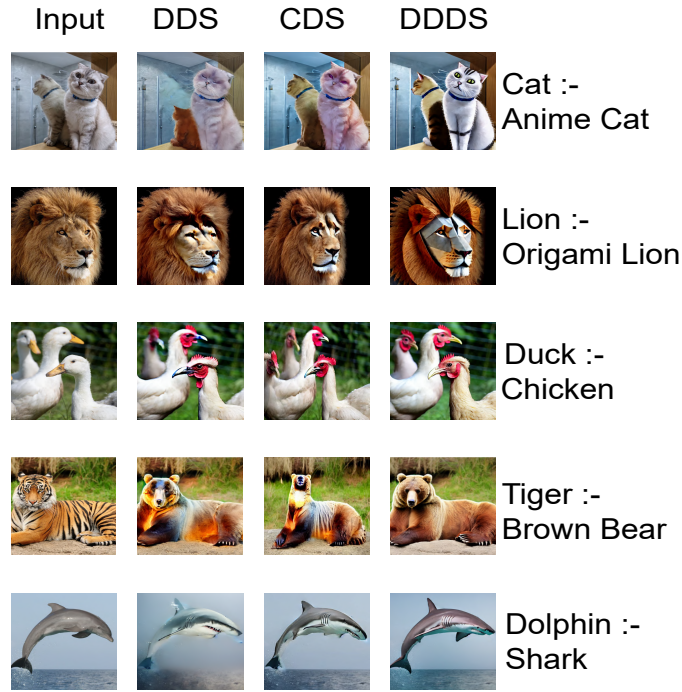 Input DDS CDS DDDS
Cat :-
Anime Cat
Lion :-
Origami Lion
Duck :-
Chicken
Tiger :-
Brown Bear
Dolphin :-
Shark